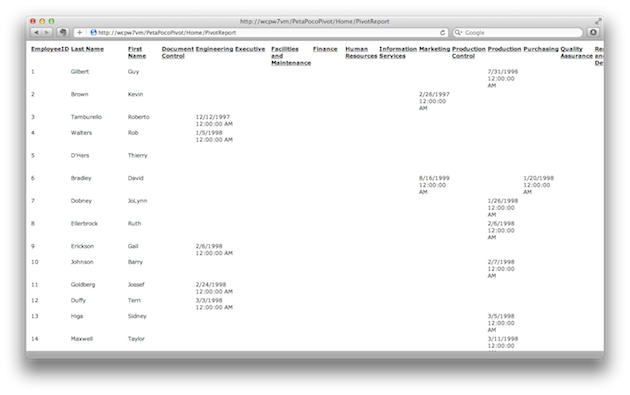 http://wcpw7vm/PetaPocoPivot/Home/PivotReport
http://wcpw7vm/PetaPocoPivot/Home/PivotReport
Google
EmployeeID Last Name First Name Document Control Engineering Executive Facilities and Maintenance Finance Human Resources Information Services Marketing Production Control Production Purchasing Quality Assurance
1 Gilbert Guy 7/31/1996 12:00:00 AM
2 Brown Kevin 2/26/1997 12:00:00 AM
3 Tamburello Roberto 12/12/1997 12:00:00 AM
4 Walters Rob 1/5/1998 12:00:00 AM
5 D'Hers Thierry
6 Bradley David 8/16/1999 12:00:00 AM 1/20/1998 12:00:00 AM
7 Dobney JoLynn 1/26/1998 12:00:00 AM
8 Ellerbrock Ruth 2/6/1998 12:00:00 AM
9 Erickson Gail 2/6/1998 12:00:00 AM
10 Johnson Barry 2/7/1998 12:00:00 AM
11 Goldberg Jossef 2/24/1998 12:00:00 AM
12 Duffy Terri 3/3/1998 12:00:00 AM
13 Higa Sidney 3/5/1998 12:00:00 AM
14 Maxwell Taylor 3/11/1998 12:00:00 AM